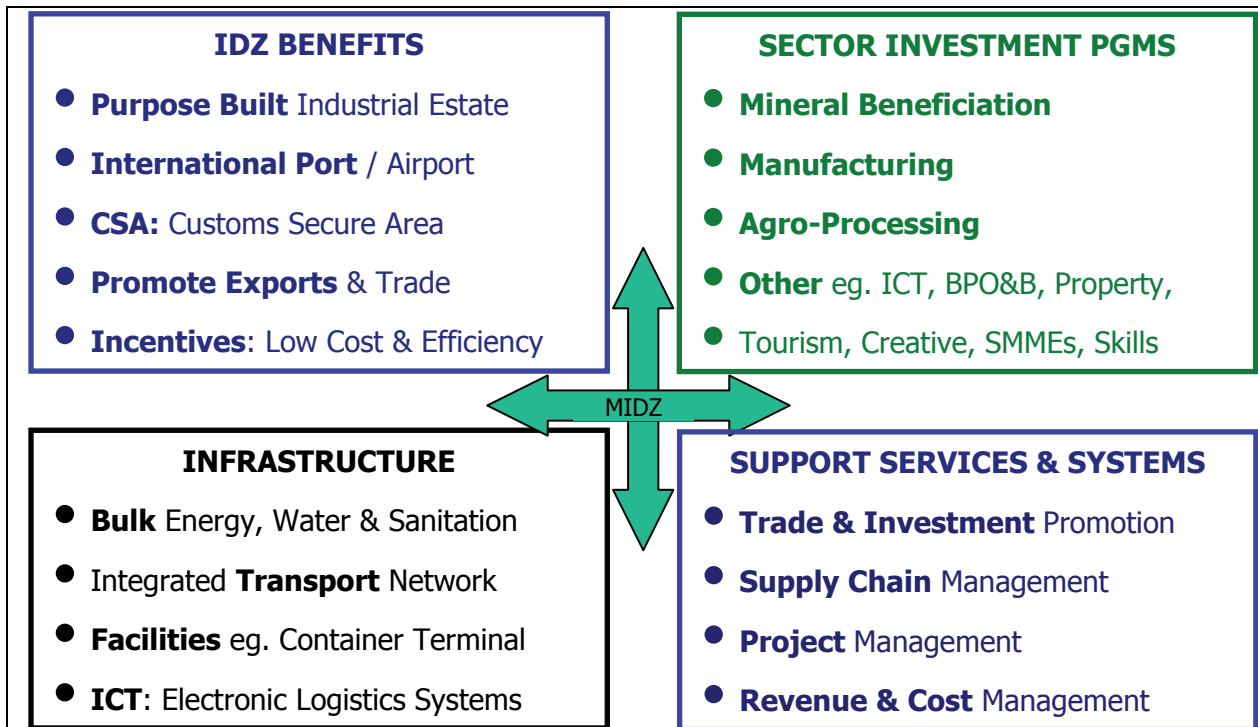 IDZ BENEFITS
● Purpose Built Industrial Estate
● International Port / Airport
● CSA: Customs Secure Area
● Promote Exports & Trade
● Incentives: Low Cost & Efficiency
SECTOR INVESTMENT PGMS
● Mineral Beneficiation
● Manufacturing
● Agro-Processing
● Other eg. ICT, BPO&B, Property,
● Tourism, Creative, SMMEs, Skills
MIDZ
INFRASTRUCTURE
● Bulk Energy, Water & Sanitation
● Integrated Transport Network
● Facilities eg. Container Terminal
● ICT: Electronic Logistics Systems
SUPPORT SERVICES & SYSTEMS
● Trade & Investment Promotion
● Supply Chain Management
● Project Management
● Revenue & Cost Management